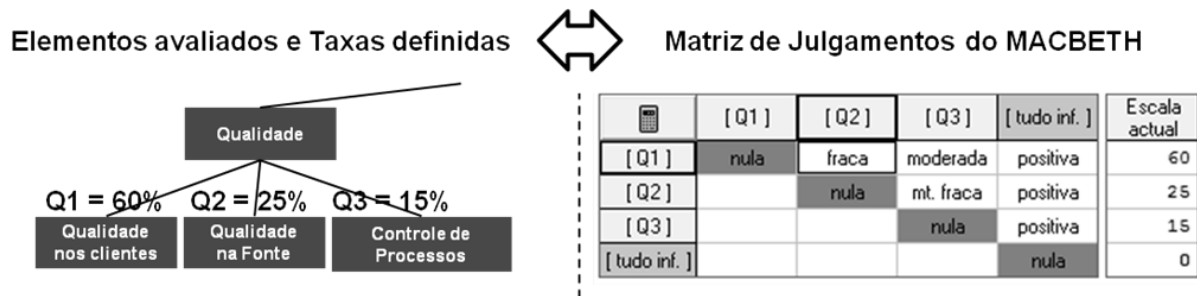 Elementos avaliados e Taxas definidas
Qualidade
Q1 = 60% Q2 = 25% Q3 = 15%
Qualidade nos clientes
Qualidade na Fonte
Controle de Processos
Matriz de Julgamentos do MACBETH
[ Q1 ] [ Q2 ] [ Q3 ] [ tudo inf. ] Escala actual
[ Q1 ] nula fraca moderada positiva 60
[ Q2 ] nula mt. fraca positiva 25
[ Q3 ] nula positiva 15
[ tudo inf. ] nula 0